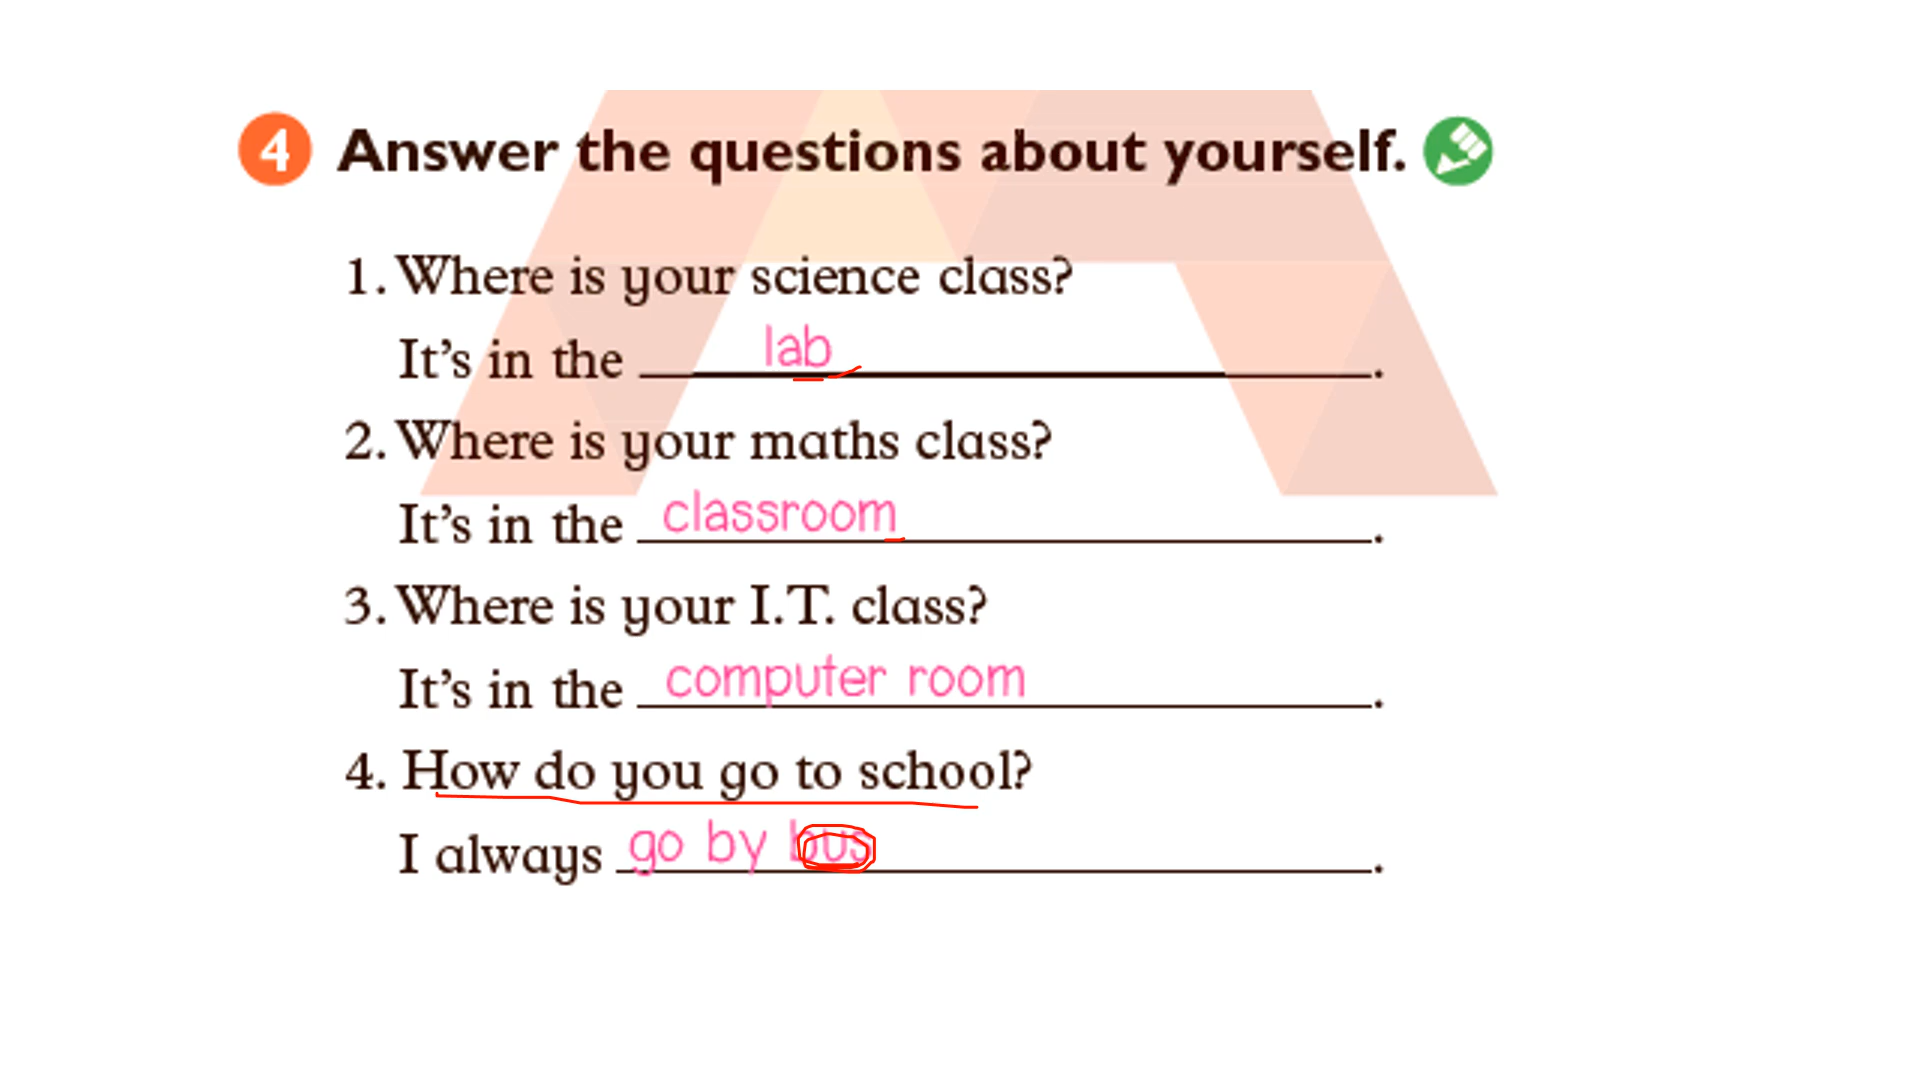 4 Answer the questions about yourself.
1. Where is your science class?
It's in the lab.
2. Where is your maths class?
It's in the classroom.
3. Where is your I.T. class?
It's in the computer room.
4. How do you go to school?
I always go by bus.